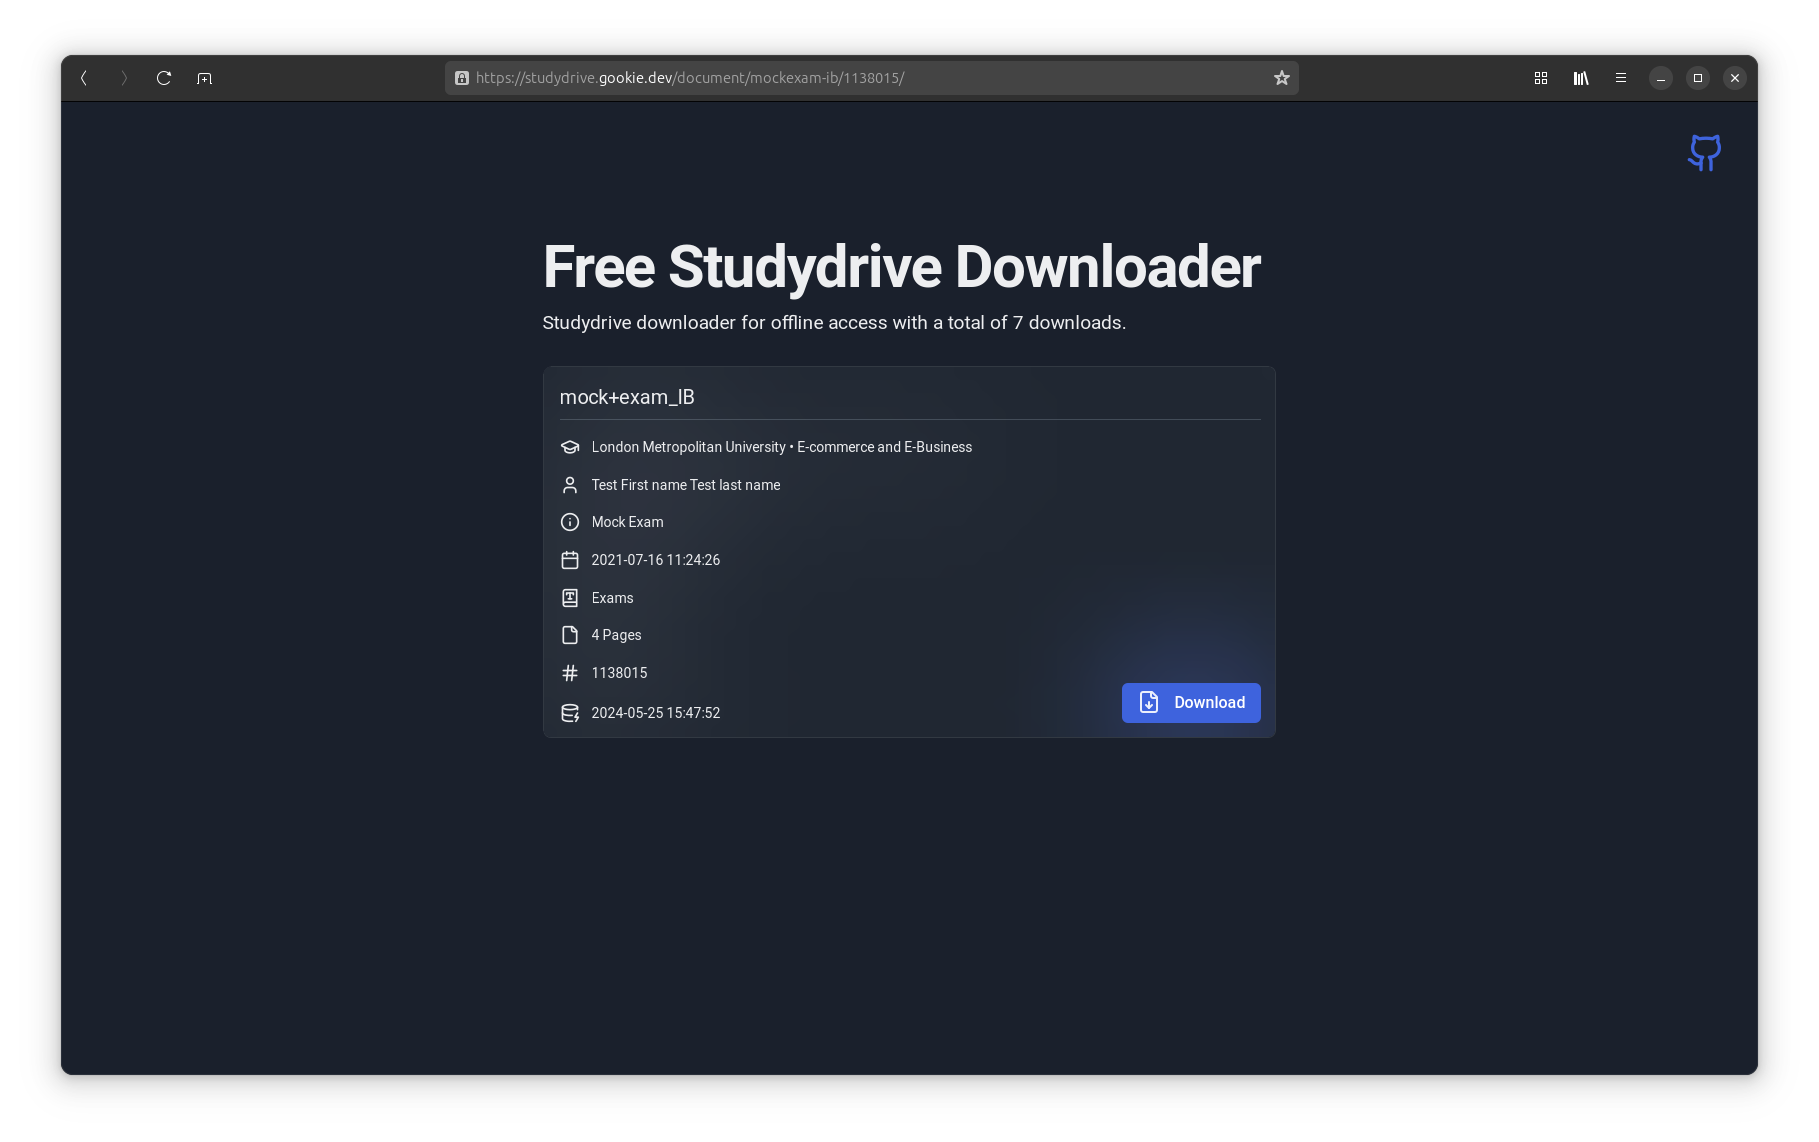 https://studydrive.gookie.dev/document/mockexam-ib/1138015/
Free Studydrive Downloader
Studydrive downloader for offline access with a total of 7 downloads.
mock+exam_IB
London Metropolitan University • E-commerce and E-Business
Test First name Test last name
Mock Exam
2021-07-16 11:24:26
Exams
4 Pages
1138015
2024-05-25 15:47:52
Download